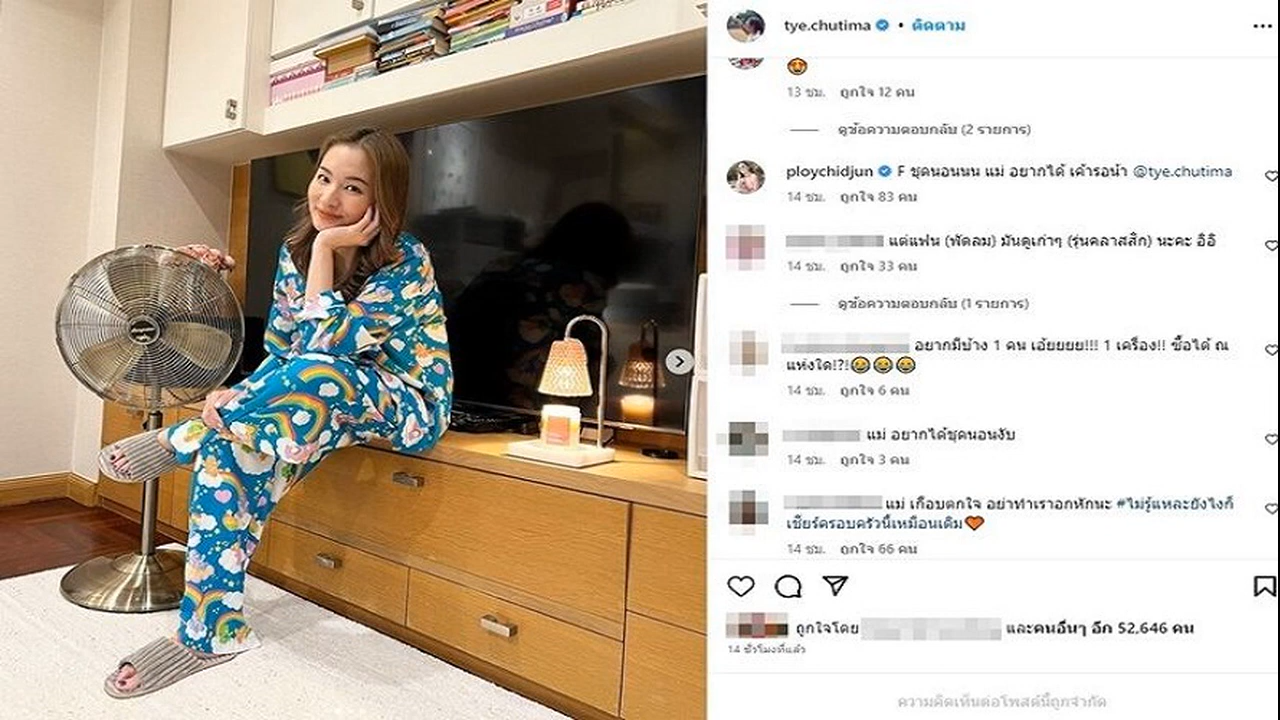 tye.chutima • ติดตาม
13 ชม. ถูกใจ 12 คน
ดูข้อความตอบกลับ (2 รายการ)
ploychidjun F ชุดนอนนน แม่ อยากได้ เค้ารอน้า @tye.chutima
14 ชม. ถูกใจ 83 คน
แต่แฟน (พัดลม) มันดูเก่าๆ (รุ่นคลาสสิก) นะคะ อิอิ
14 ชม. ถูกใจ 33 คน
ดูข้อความตอบกลับ (1 รายการ)
อยากมีบ้าง 1 คน เอ้ยยยย!!! 1 เครื่อง!! ซื้อได้ ณ
แห่งใด!?!😂😂😂
14 ชม. ถูกใจ 6 คน
แม่ อยากได้ชุดนอนงับ
14 ชม. ถูกใจ 3 คน
แม่ เกือบตกใจ อย่าทำเราอกหักนะ #ไม่รู้แหละยังไงก็
เชียร์ครอบครัวนี้เหมือนเดิม🧡
14 ชม. ถูกใจ 66 คน
ถูกใจโดย และคนอื่นๆ อีก 52,646 คน
14 ชั่วโมงที่แล้ว
ความคิดเห็นต่อโพสต์นี้ถูกจำกัด